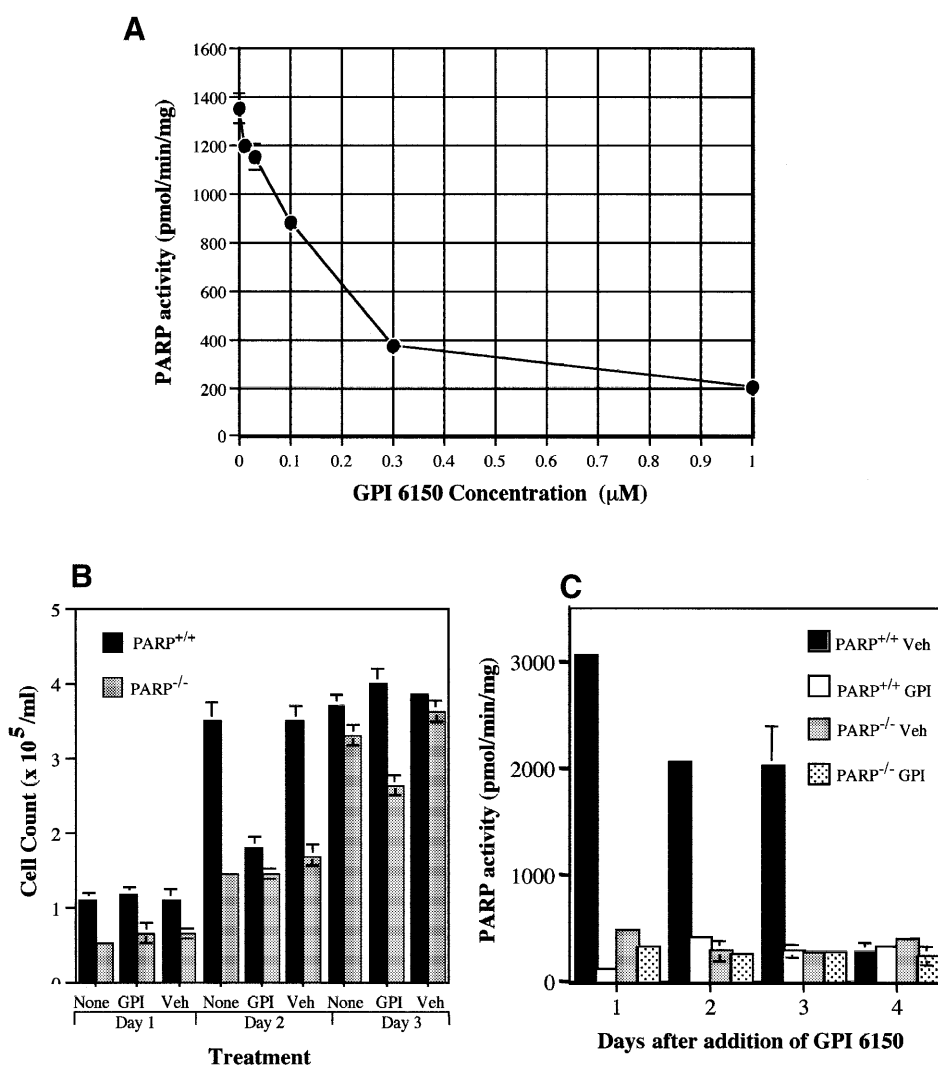 A
1600
1400
1200
1000
800
600
400
200
0
PARP activity (pmol/min/mg)
0 0.1 0.2 0.3 0.4 0.5 0.6 0.7 0.8 0.9 1
GPI 6150 Concentration (µM)
B
5
4
3
2
1
0
Cell Count (x 10⁵/ml)
PARP+/+
PARP-/-
None GPI Veh None GPI Veh None GPI Veh
Day 1 Day 2 Day 3
Treatment
C
3000
2000
1000
0
PARP activity (pmol/min/mg)
PARP+/+ Veh
PARP+/+ GPI
PARP-/- Veh
PARP-/- GPI
1 2 3 4
Days after addition of GPI 6150